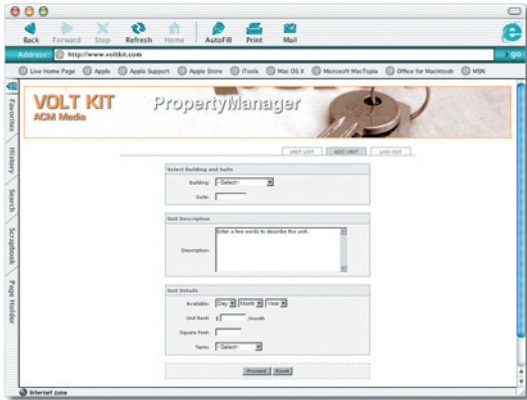 Back Forward Stop Refresh Home AutoFill Print Mail
Address: http://www.voltkit.com go
Live Home Page Apple Apple Support Apple Store iTools Mac OS X Microsoft MacTopia Office for Macintosh MSN
Favorites
History
Search
Scrapbook
Page Holder
VOLT KIT PropertyManager
ACM Media
UNIT LIST ADD UNIT LOG-OUT
Select Building and Suite
Building: -Select-
Suite:
Unit Description
Enter a few words to describe this unit.
Description:
Unit Details
Available: Day Month Year
Unit Rent: $ /month
Square Feet:
Term: -Select-
Proceed Reset
Internet zone